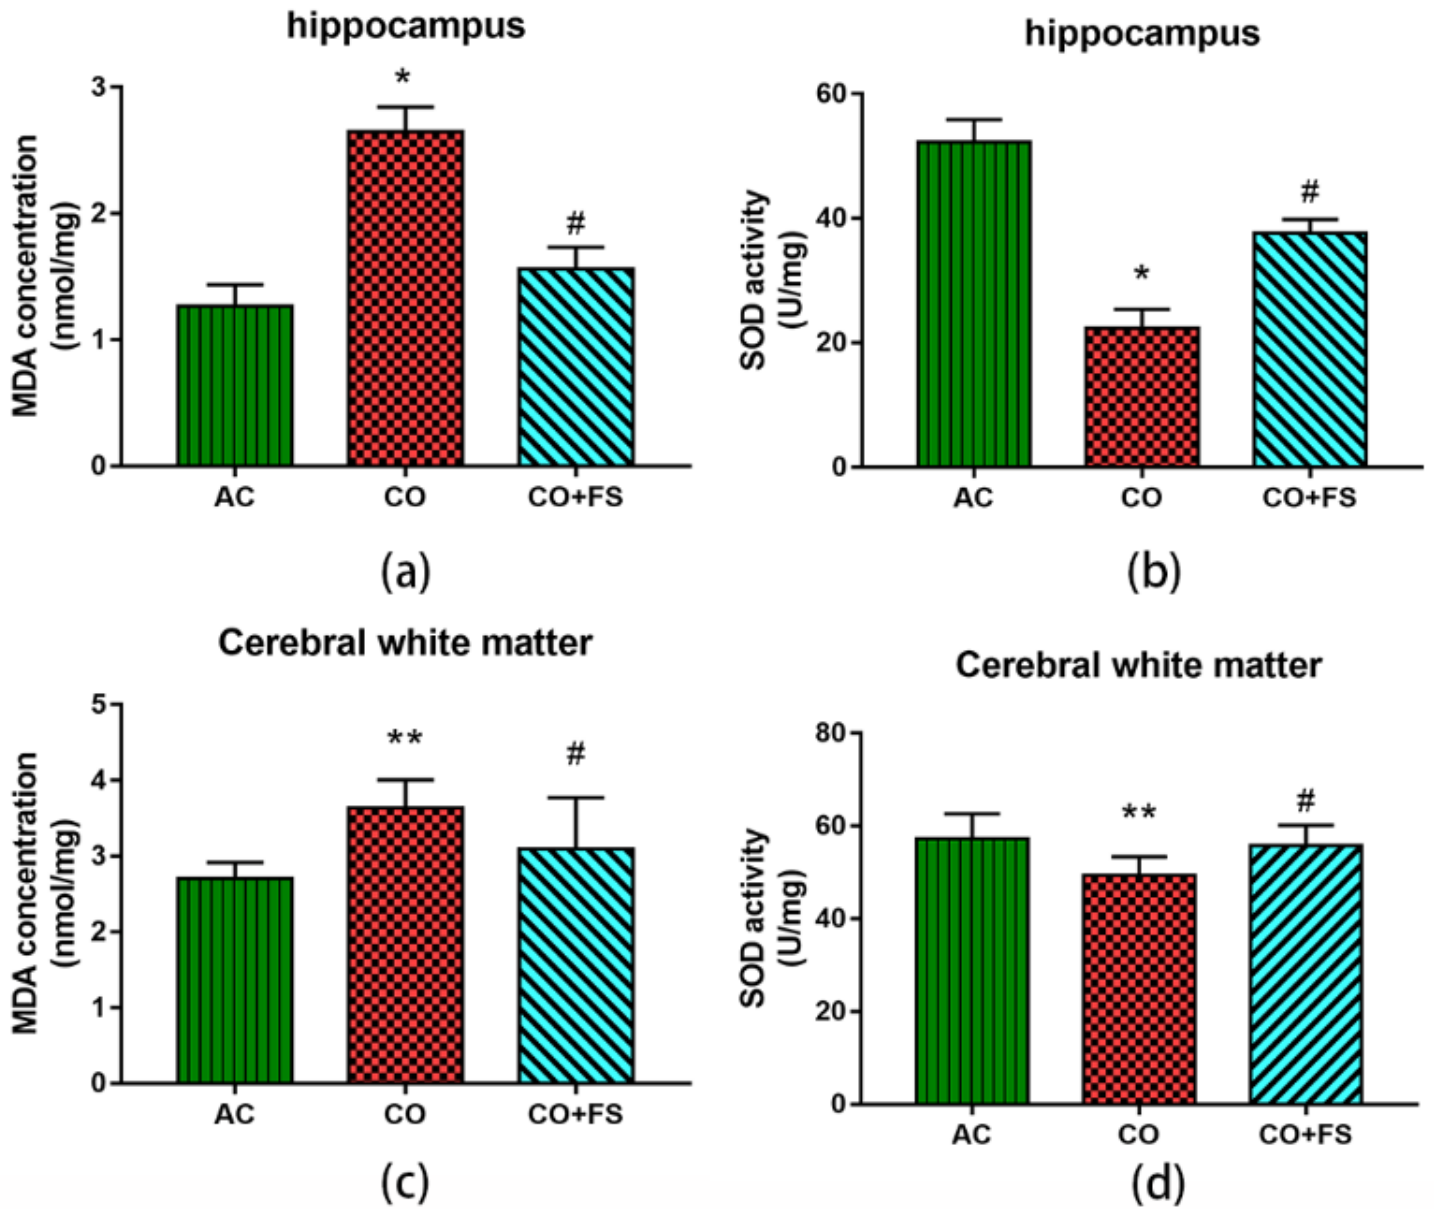 hippocampus
MDA concentration
(nmol/mg)
3
2
1
0
*
#
AC CO CO+FS
(a)
hippocampus
SOD activity
(U/mg)
60
40
20
0
*
#
AC CO CO+FS
(b)
Cerebral white matter
MDA concentration
(nmol/mg)
5
4
3
2
1
0
**
#
AC CO CO+FS
(c)
Cerebral white matter
SOD activity
(U/mg)
80
60
40
20
0
**
#
AC CO CO+FS
(d)